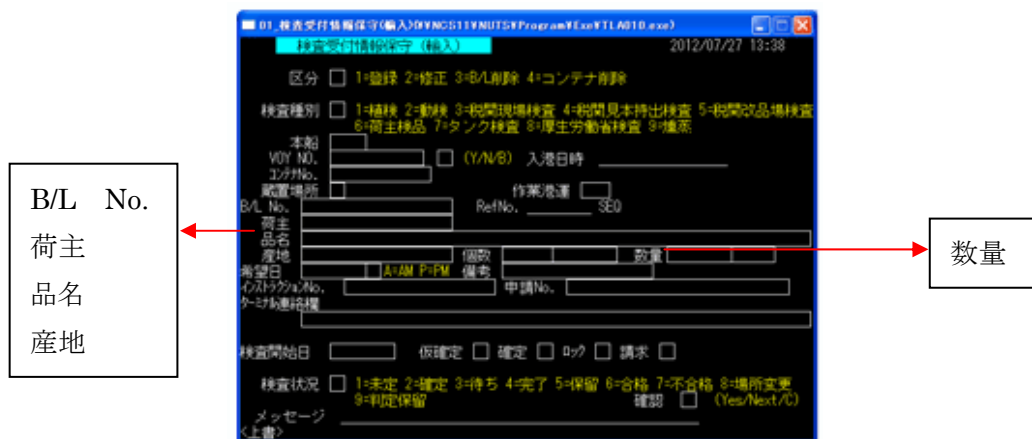 01_検査受付情報保守(輸入)(D¥¥NCS11¥NUTS¥Program¥Exe¥TLA010.exe)
検査受付情報保守（輸入） 2012/07/27 13:38
区分 1=登録 2=修正 3=B/L削除 4=コンテナ削除
検査種別 1=植検 2=動検 3=税関現場検査 4=税関見本持出検査 5=税関改品場検査
6=荷主検品 7=タンク検査 8=厚生労働省検査 9=燻蒸
本船
VOY NO. (Y/N/B) 入港日時
コンテナNo.
蔵置場所 作業港運
B/L No. RefNo. SEQ
荷主
品名
産地 個数 数量
希望日 A=AM P=PM 備考
インストラクションNo. 申請No.
ターミナル連絡欄
検査開始日 仮確定 確定 ロック 請求
検査状況 1=未定 2=確定 3=待ち 4=完了 5=保留 6=合格 7=不合格 8=場所変更
9=判定保留 確認 (Yes/Next/C)
メッセージ
<上書>
B/L No.
荷主
品名
産地
数量